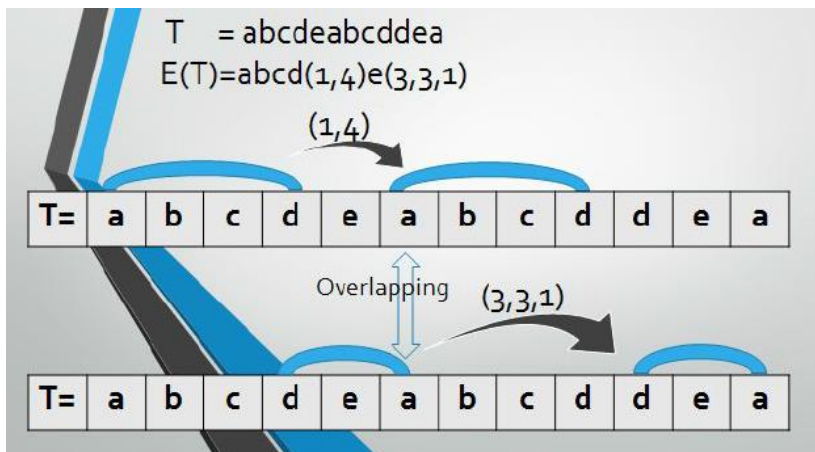 T = abcdeabcddea
E(T)=abcd(1,4)e(3,3,1)
(1,4)
T= a b c d e a b c d d e a
Overlapping
(3,3,1)
T= a b c d e a b c d d e a